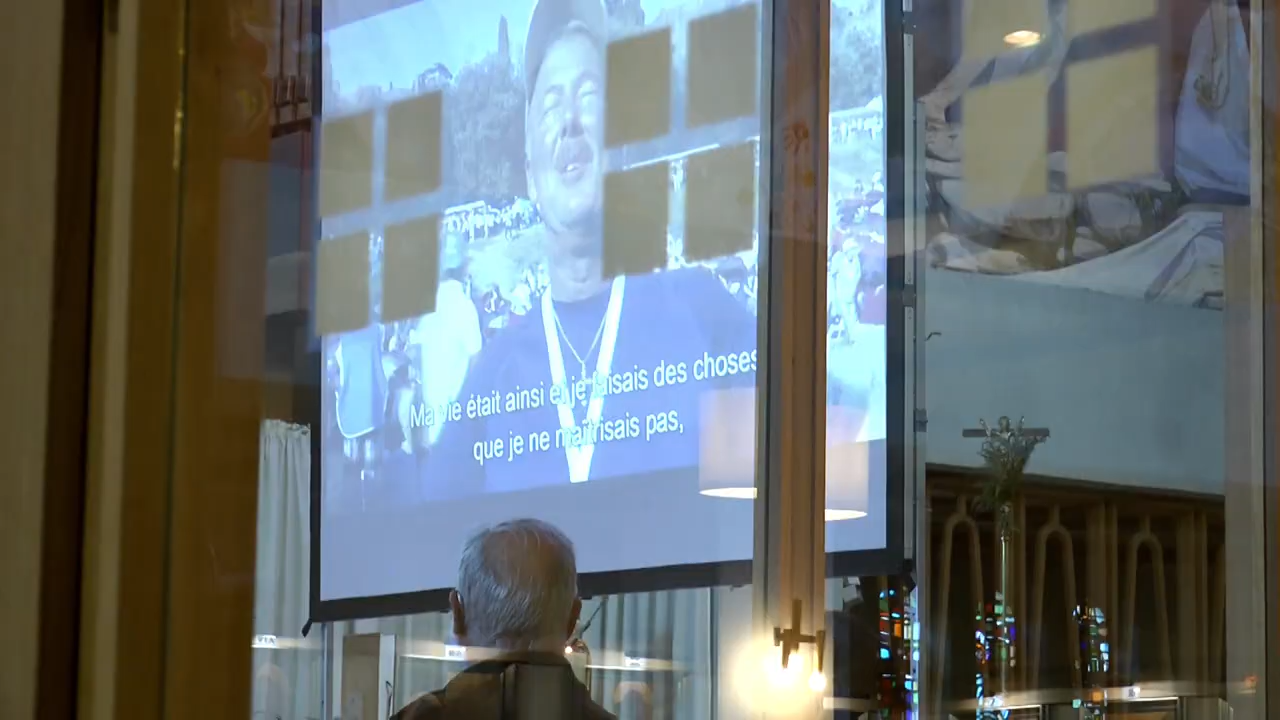 Ma vie était ainsi et je faisais des choses
que je ne maîtrisais pas,